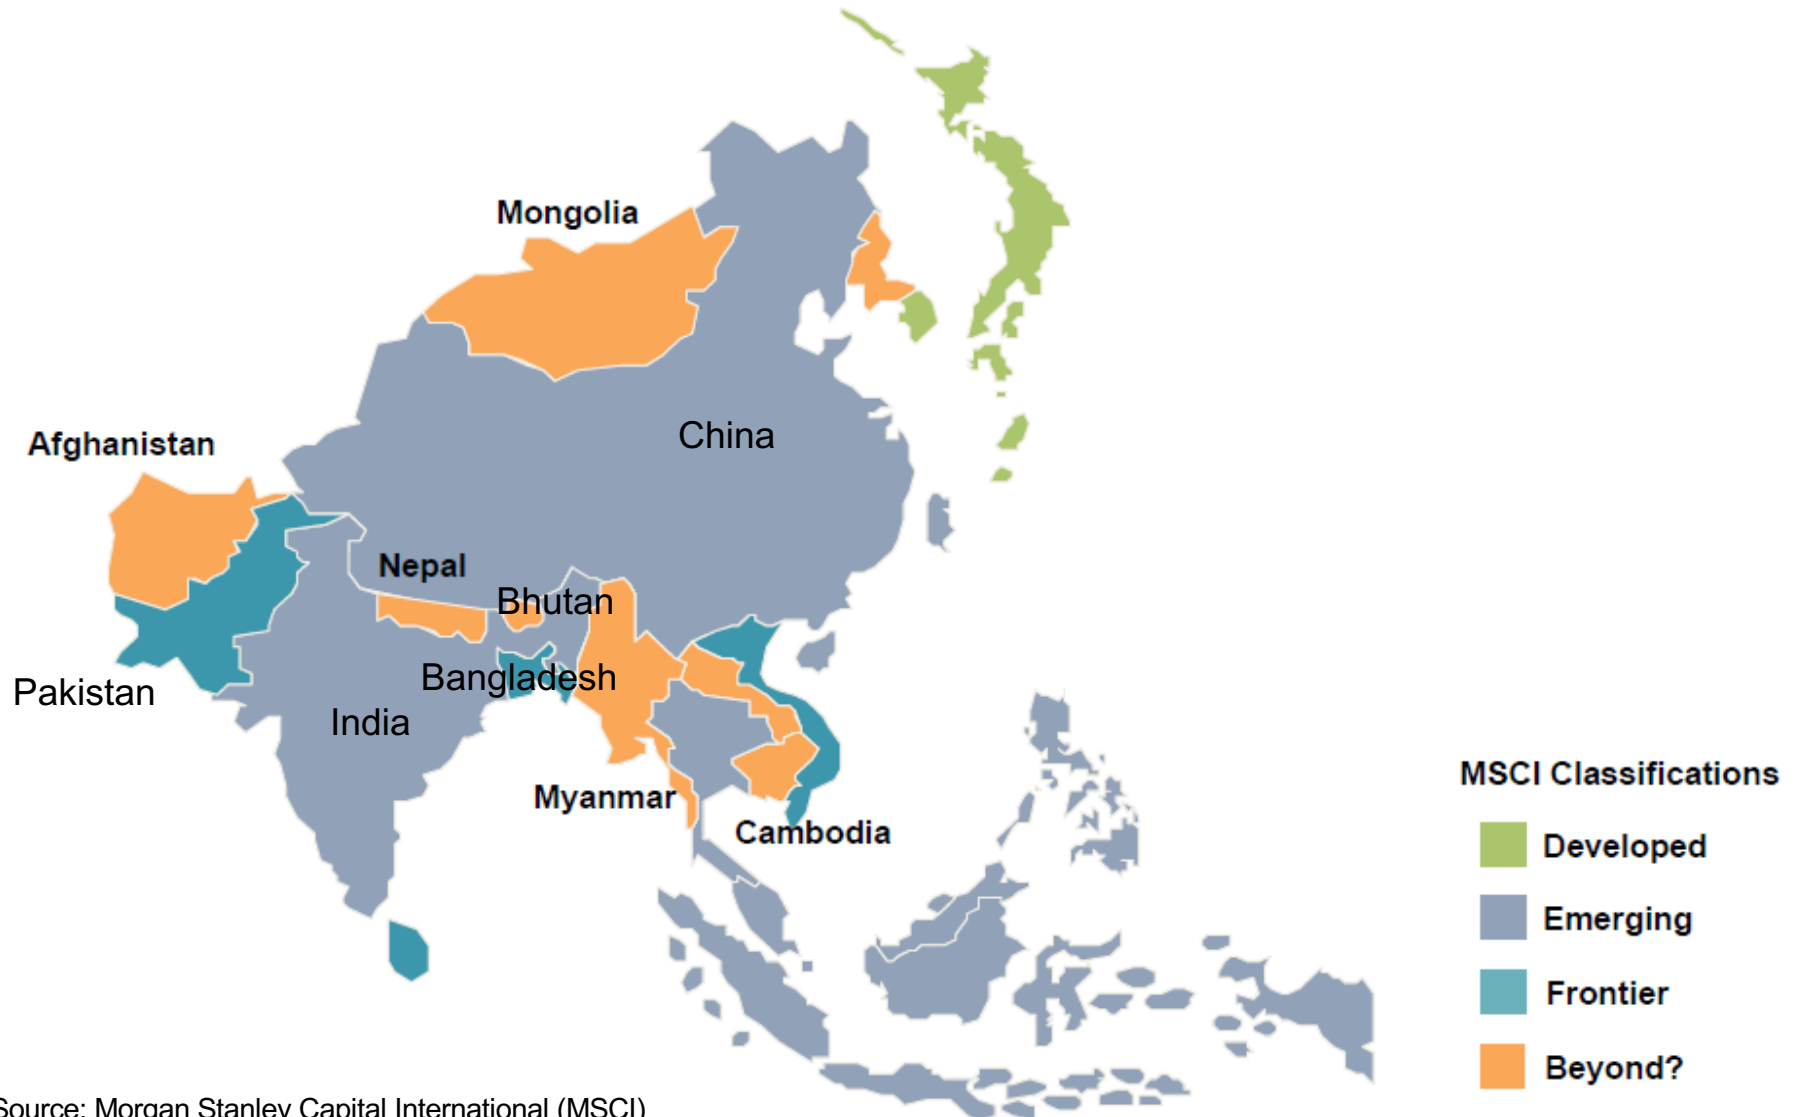 Mongolia
China
Afghanistan
Nepal
Bhutan
Bangladesh
Pakistan
India
Myanmar
Cambodia
MSCI Classifications
Developed
Emerging
Frontier
Beyond?
Source: Morgan Stanley Capital International (MSCI)